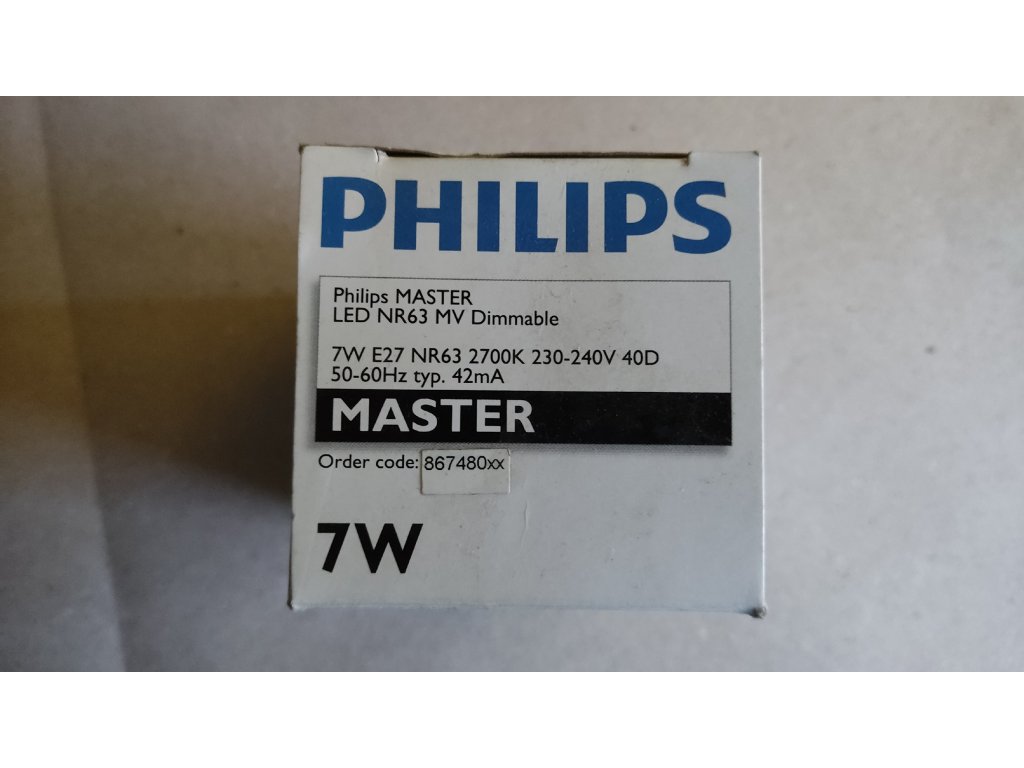 PHILIPS
Philips MASTER
LED NR63 MV Dimmable
7W E27 NR63 2700K 230-240V 40D
50-60Hz typ. 42mA
MASTER
Order code: 867480xx
7W